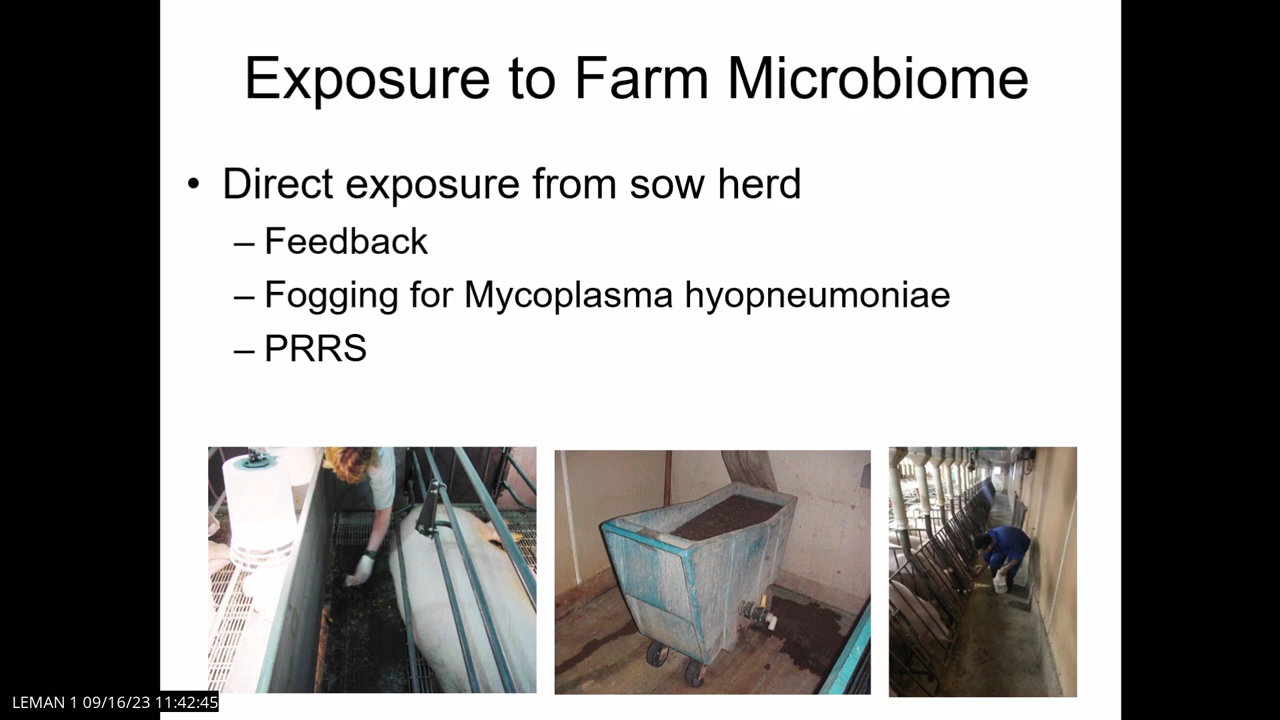 Exposure to Farm Microbiome
• Direct exposure from sow herd
– Feedback
– Fogging for Mycoplasma hyopneumoniae
– PRRS
LEMAN 1 09/16/23 11:42:45